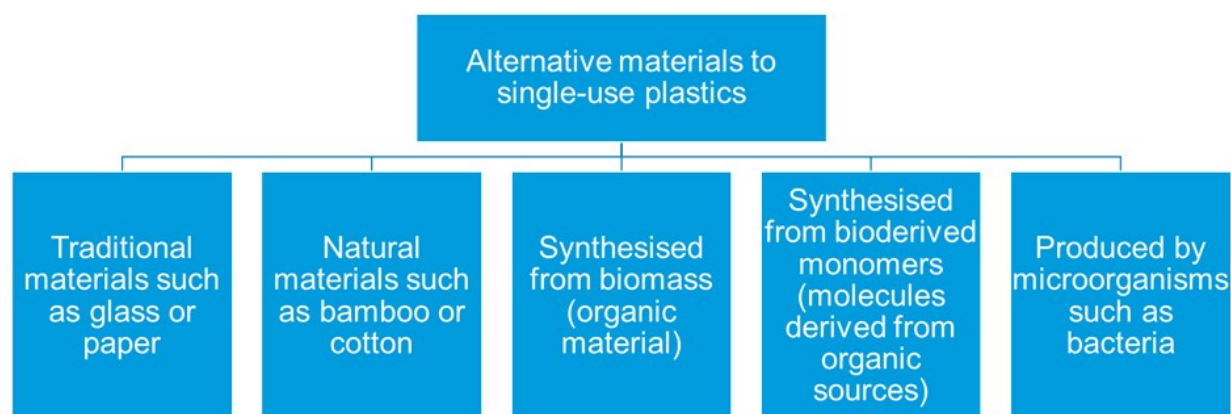 Alternative materials to
single-use plastics
Traditional
materials such
as glass or
paper
Natural
materials such
as bamboo or
cotton
Synthesised
from biomass
(organic
material)
Synthesised
from bioderived
monomers
(molecules
derived from
organic
sources)
Produced by
microorganisms
such as
bacteria